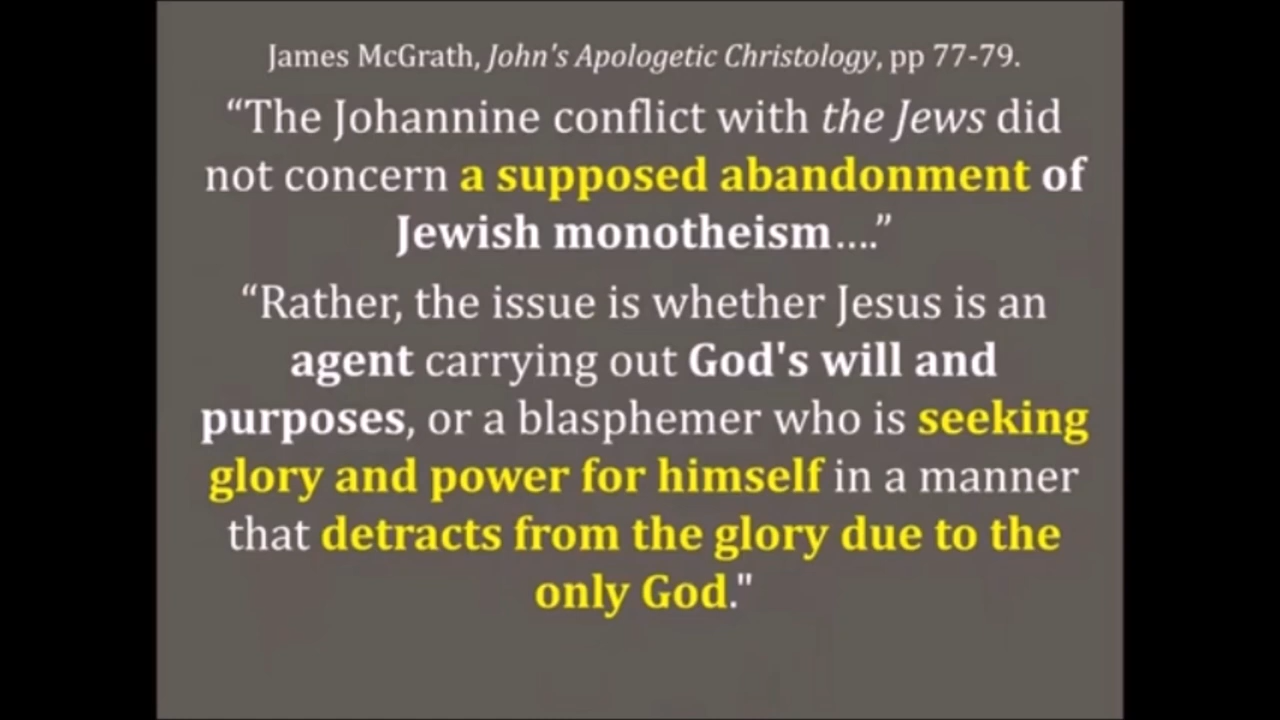 James McGrath, John's Apologetic Christology, pp 77-79.
“The Johannine conflict with the Jews did
not concern a supposed abandonment of
Jewish monotheism....”
“Rather, the issue is whether Jesus is an
agent carrying out God's will and
purposes, or a blasphemer who is seeking
glory and power for himself in a manner
that detracts from the glory due to the
only God."